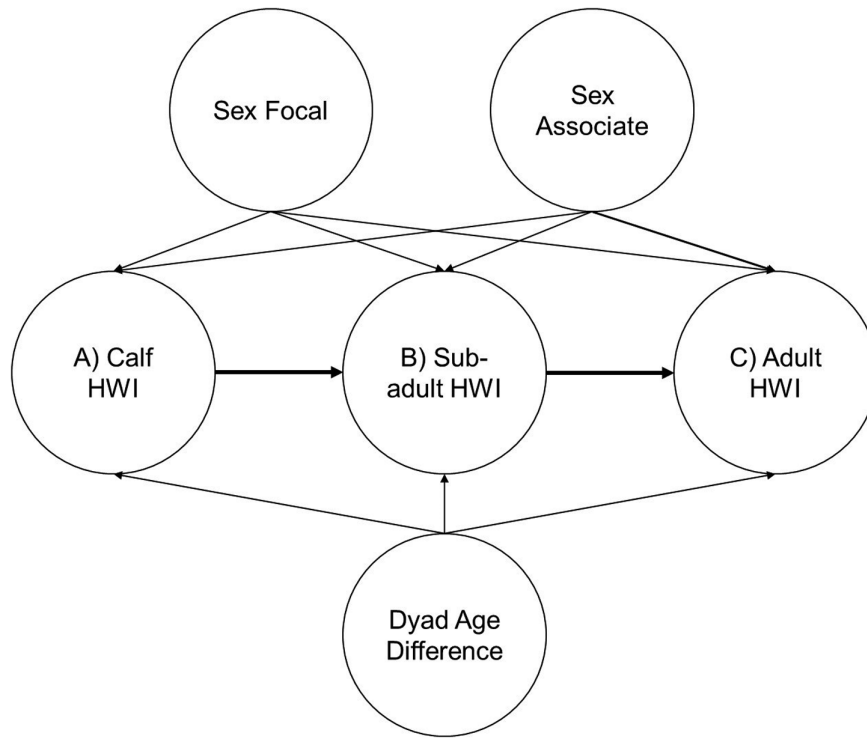 Sex Focal
Sex
Associate
A) Calf
HWI
B) Sub-
adult HWI
C) Adult
HWI
Dyad Age
Difference